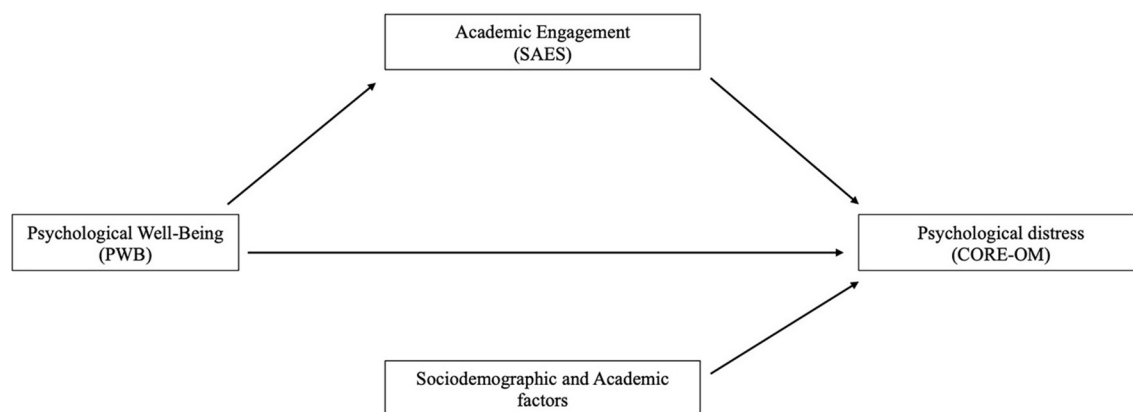 Academic Engagement
(SAES)
Psychological Well-Being
(PWB)
Psychological distress
(CORE-OM)
Sociodemographic and Academic
factors